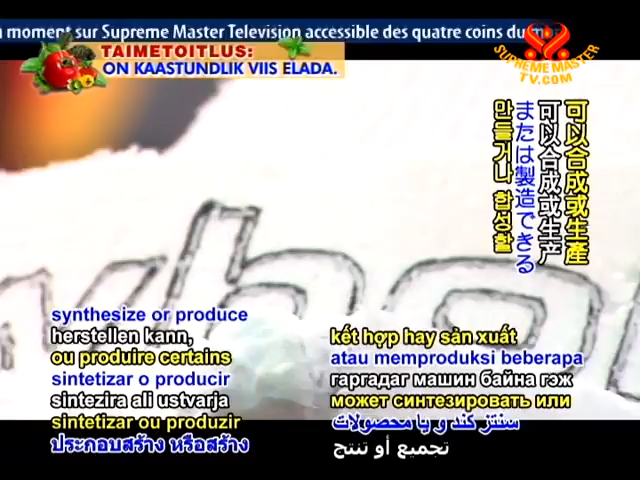 moment sur Supreme Master Television accessible des quatre coins du
TAIMETOITLUS:
ON KAASTUNDLIK VIIS ELADA.
SUPREME MASTER
TV.COM
可以合成或生產
可以合成或生产
または製造できる
만들거나 합성할
synthesize or produce
herstellen kann,
ou produire certains
sintetizar o producir
sintezira ali ustvarja
sintetizar ou produzir
ประกอบสร้าง หรือสร้าง
kết hợp hay sản xuất
atau memproduksi beberapa
гаргадаг машин байна гэж
может синтезировать или
سنتز کند و یا محصولات
تجميع أو تنتج